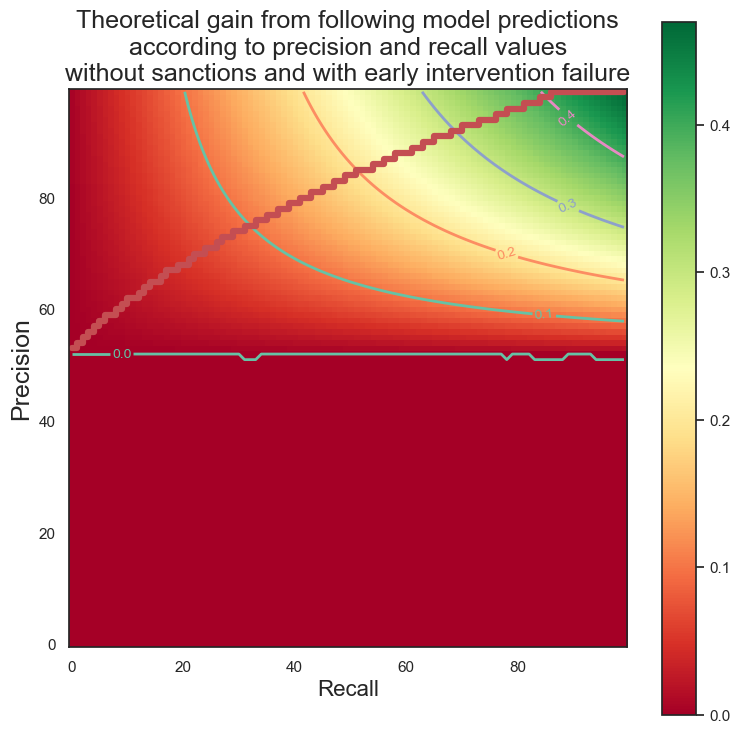 Theoretical gain from following model predictions
according to precision and recall values
without sanctions and with early intervention failure
0.4
0.3
0.2
0.1
0.0
Precision
80
60
40
20
0
0 20 40 60 80
Recall
0.4
0.3
0.2
0.1
0.0